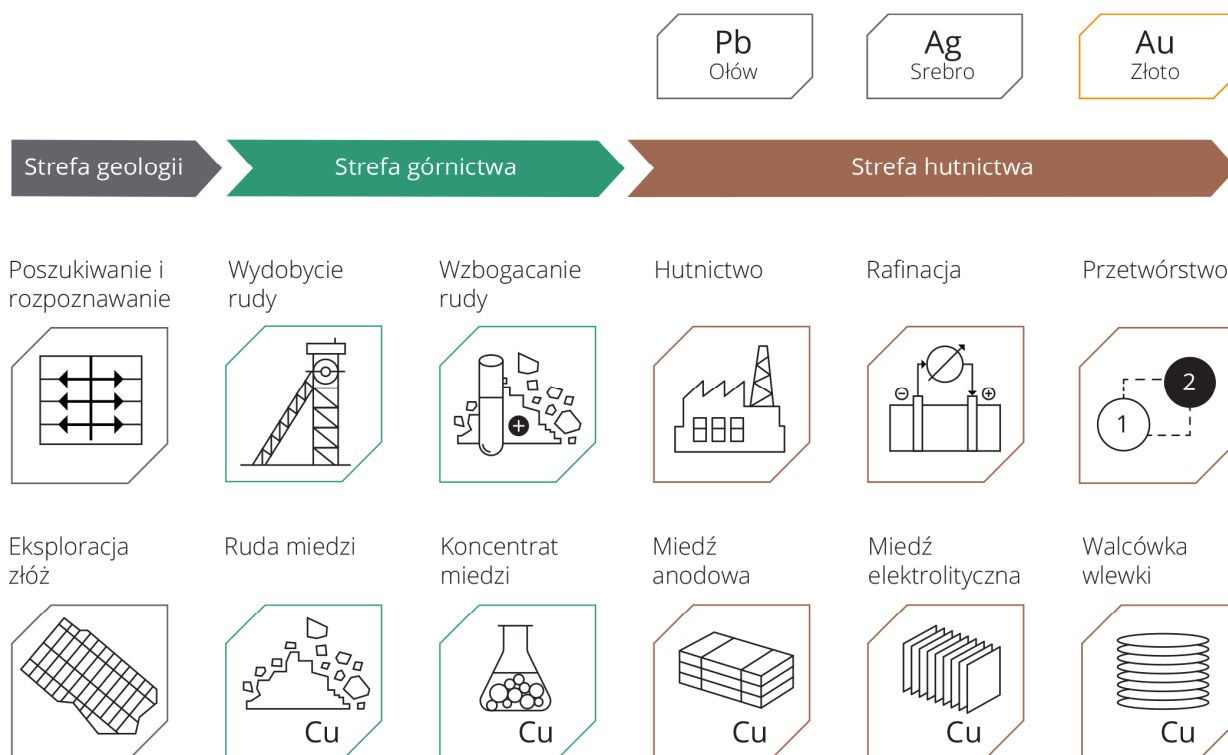 Pb
Ołów
Ag
Srebro
Au
Złoto
Strefa geologii
Strefa górnictwa
Strefa hutnictwa
Poszukiwanie i
rozpoznawanie
Wydobycie
rudy
Wzbogacanie
rudy
Hutnictwo
Rafinacja
Przetwórstwo
+
⊖
⊕
1
2
Eksploracja
złóż
Ruda miedzi
Koncentrat
miedzi
Miedź
anodowa
Miedź
elektrolityczna
Walcówka
wlewki
Cu
Cu
Cu
Cu
Cu